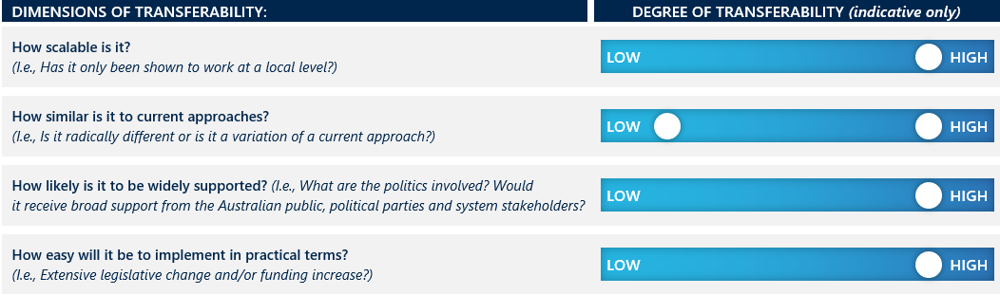 DIMENSIONS OF TRANSFERABILITY:
DEGREE OF TRANSFERABILITY (indicative only)
How scalable is it?
(I.e., Has it only been shown to work at a local level?)
LOW
HIGH
How similar is it to current approaches?
(I.e., Is it radically different or is it a variation of a current approach?)
LOW
HIGH
How likely is it to be widely supported? (I.e., What are the politics involved? Would
it receive broad support from the Australian public, political parties and system stakeholders?
LOW
HIGH
How easy will it be to implement in practical terms?
(I.e., Extensive legislative change and/or funding increase?)
LOW
HIGH